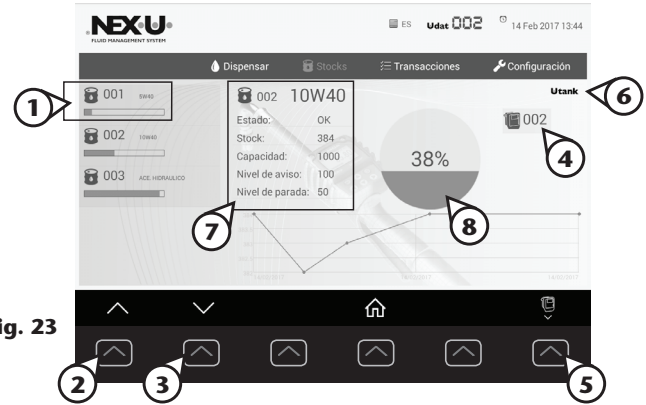 NEX·U·
FLUID MANAGEMENT SYSTEM
ES Udat 002 14 Feb 2017 13:44
Dispensar Stocks Transacciones Configuración
Utank
1
6
001 5W40
002 10W40
003 ACE. HIDRAULICO
002 10W40
Estado: OK
Stock: 384
Capacidad: 1000
Nivel de aviso: 100
Nivel de parada: 50
38%
002
4
7
8
ig. 23
2
3
5